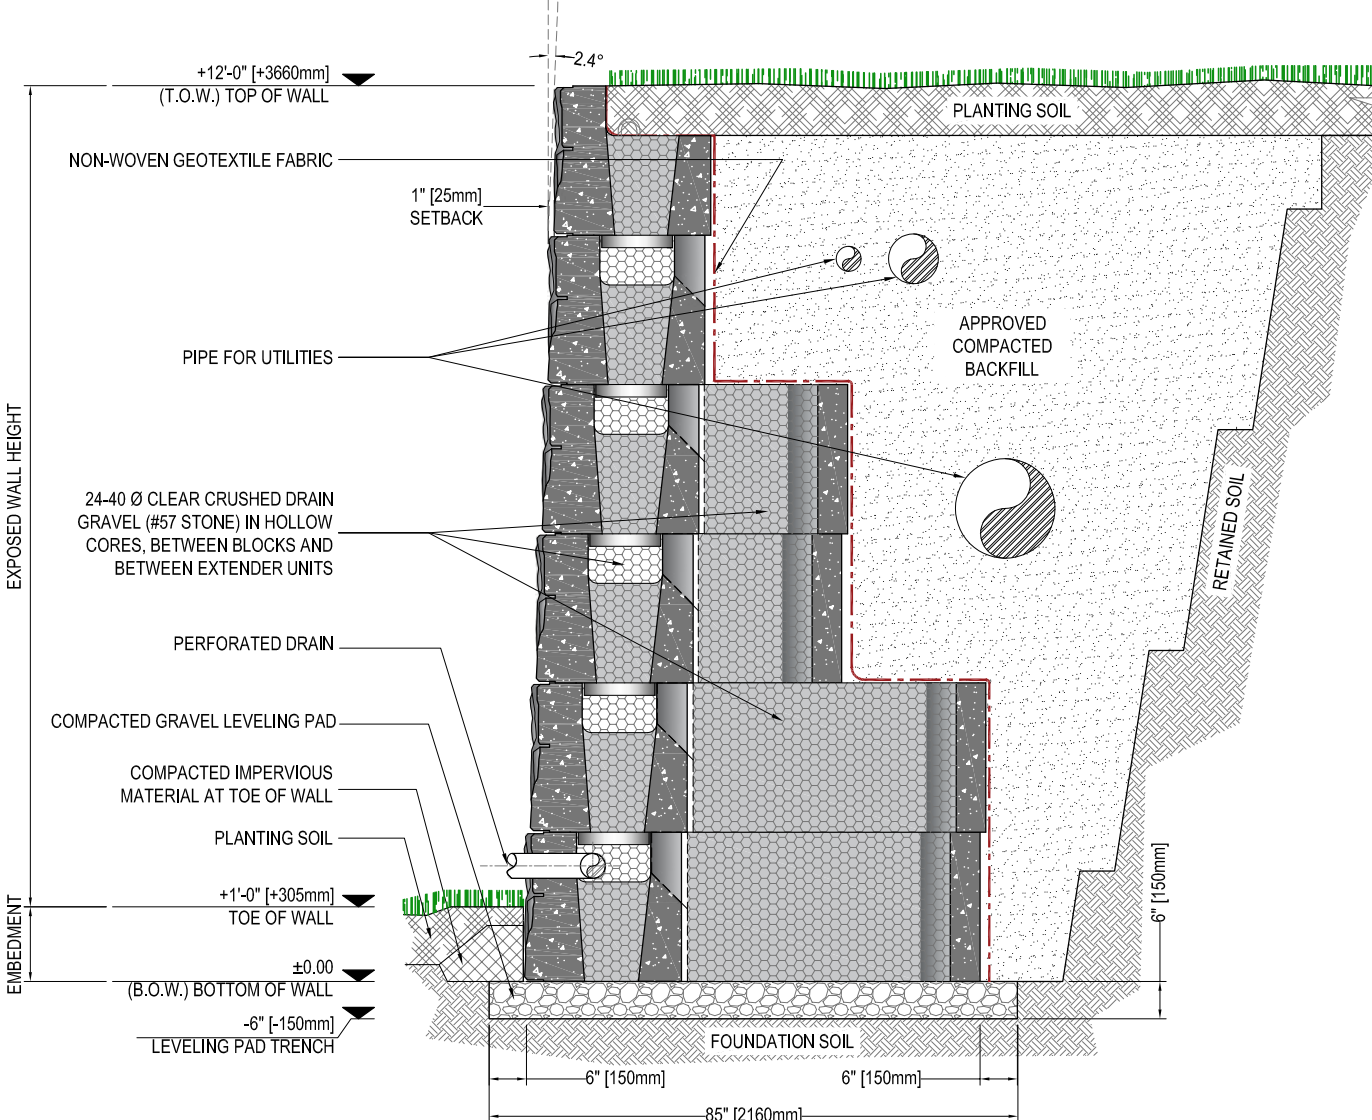 2.4°
+12'-0" [+3660mm]
(T.O.W.) TOP OF WALL
PLANTING SOIL
NON-WOVEN GEOTEXTILE FABRIC
1" [25mm]
SETBACK
PIPE FOR UTILITIES
APPROVED
COMPACTED
BACKFILL
EXPOSED WALL HEIGHT
24-40 Ø CLEAR CRUSHED DRAIN
GRAVEL (#57 STONE) IN HOLLOW
CORES, BETWEEN BLOCKS AND
BETWEEN EXTENDER UNITS
RETAINED SOIL
PERFORATED DRAIN
COMPACTED GRAVEL LEVELING PAD
COMPACTED IMPERVIOUS
MATERIAL AT TOE OF WALL
PLANTING SOIL
+1'-0" [+305mm]
TOE OF WALL
6" [150mm]
EMBEDMENT
±0.00
(B.O.W.) BOTTOM OF WALL
-6" [-150mm]
LEVELING PAD TRENCH
FOUNDATION SOIL
6" [150mm]
6" [150mm]
85" [2160mm]